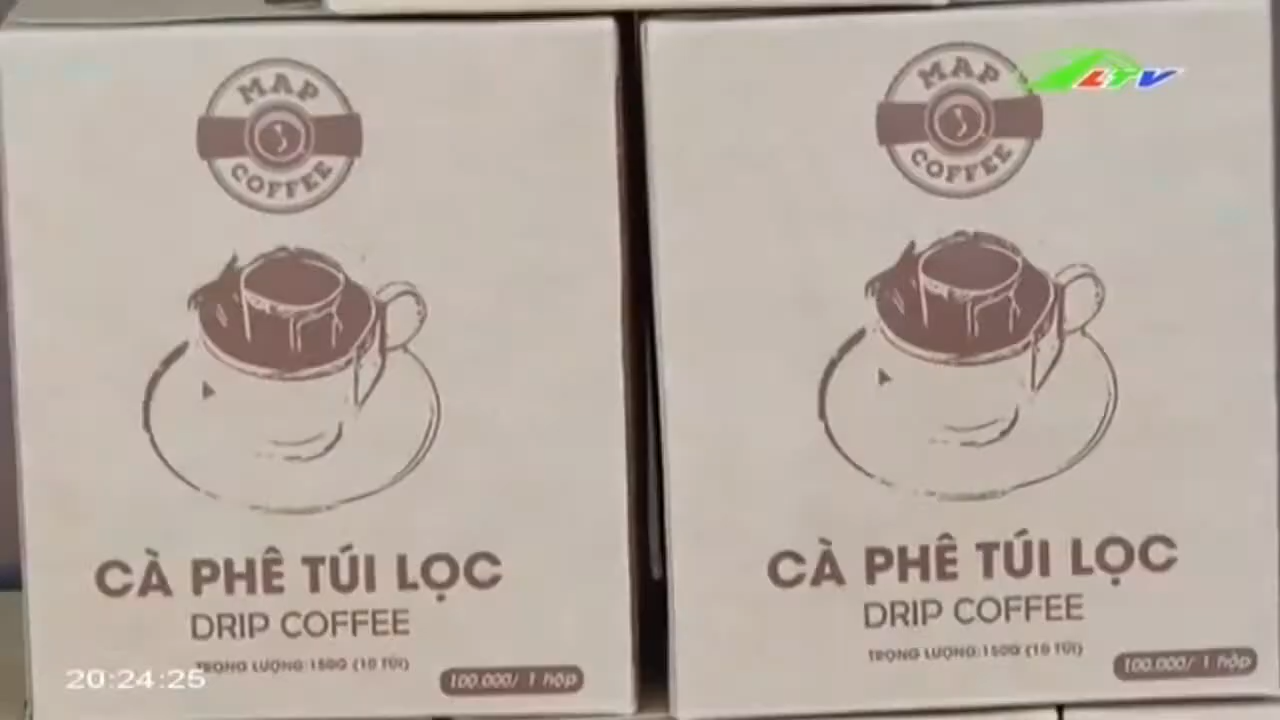 MAP
COFFEE
CÀ PHÊ TÚI LỌC
DRIP COFFEE
TRỌNG LƯỢNG:150G (10 TÚI)
100.000/ 1 hộp
MAP
COFFEE
CÀ PHÊ TÚI LỌC
DRIP COFFEE
TRỌNG LƯỢNG:150G (10 TÚI)
100.000/ 1 hộp
LTV
20:24:25